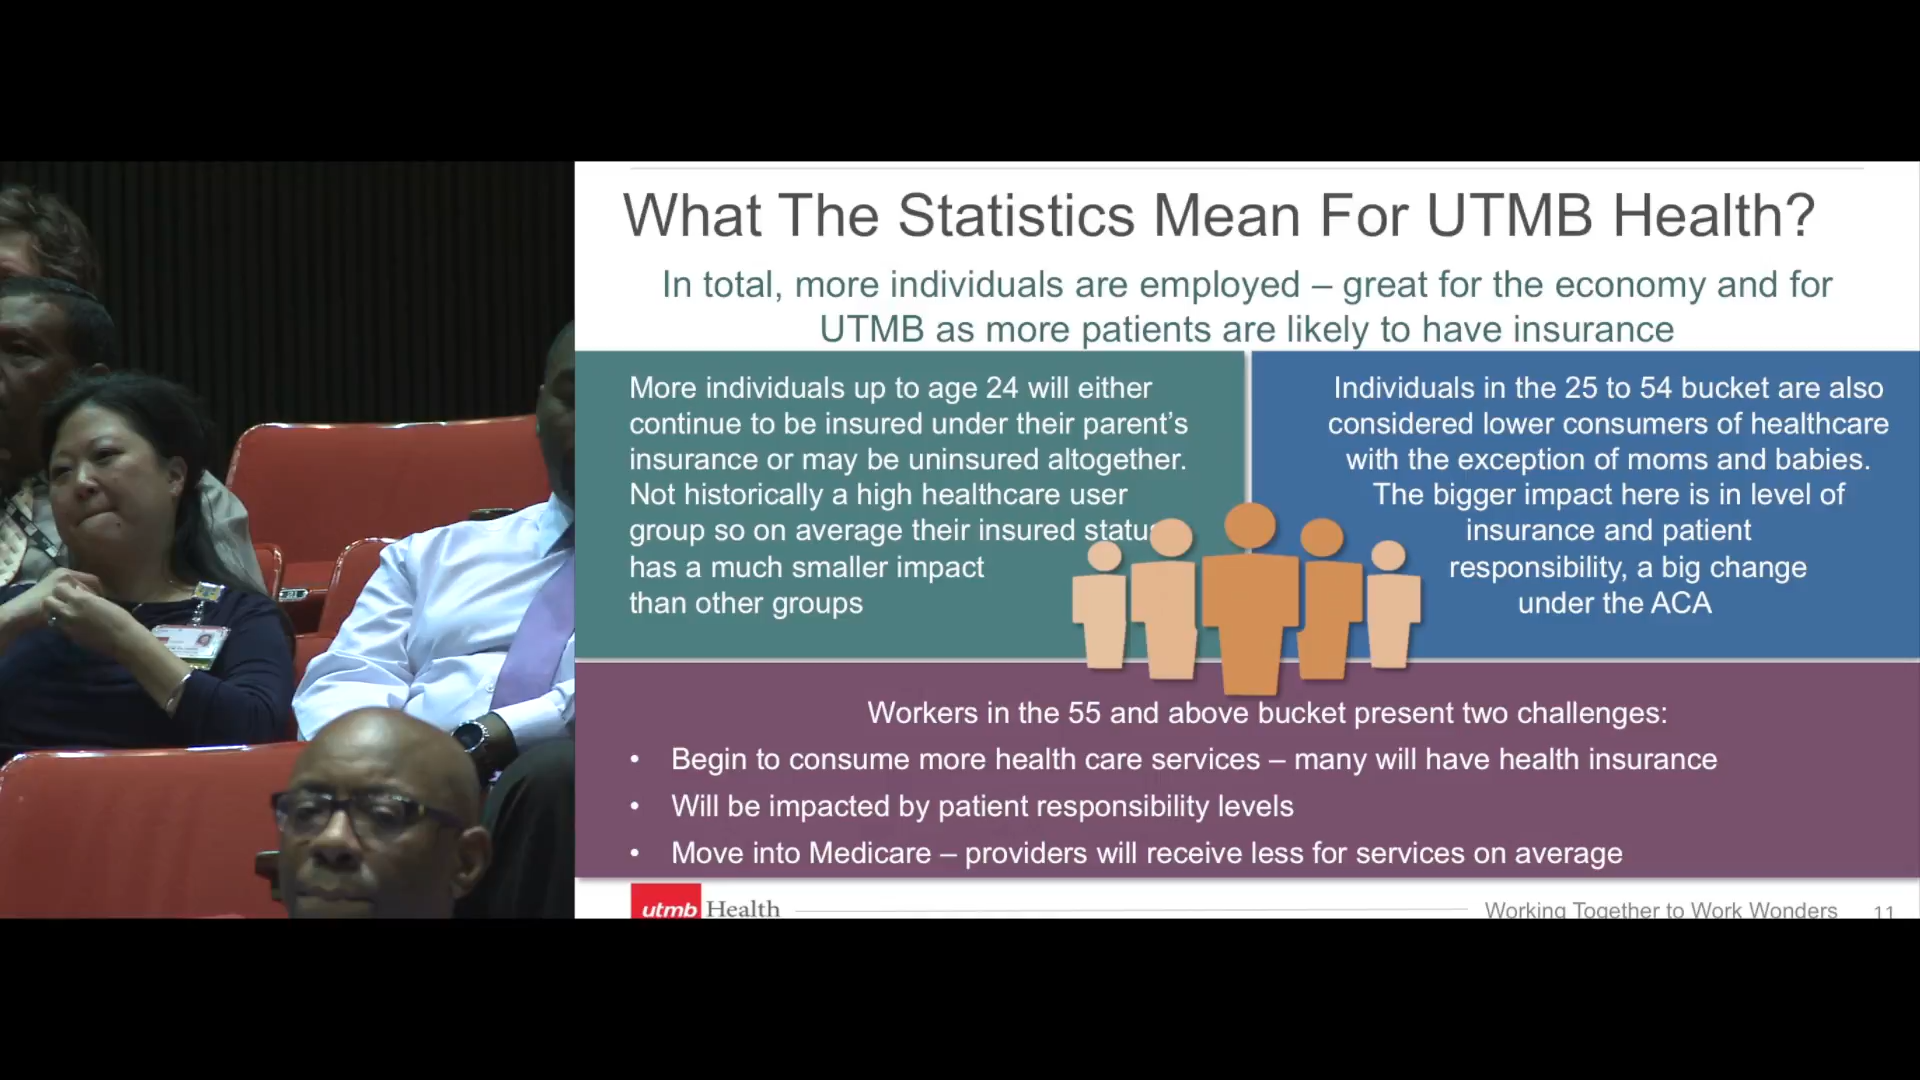 What The Statistics Mean For UTMB Health?
In total, more individuals are employed – great for the economy and for
UTMB as more patients are likely to have insurance
More individuals up to age 24 will either
continue to be insured under their parent’s
insurance or may be uninsured altogether.
Not historically a high healthcare user
group so on average their insured statu
has a much smaller impact
than other groups
Individuals in the 25 to 54 bucket are also
considered lower consumers of healthcare
with the exception of moms and babies.
The bigger impact here is in level of
insurance and patient
responsibility, a big change
under the ACA
Workers in the 55 and above bucket present two challenges:
• Begin to consume more health care services – many will have health insurance
• Will be impacted by patient responsibility levels
• Move into Medicare – providers will receive less for services on average
utmb Health
Working Together to Work Wonders 11